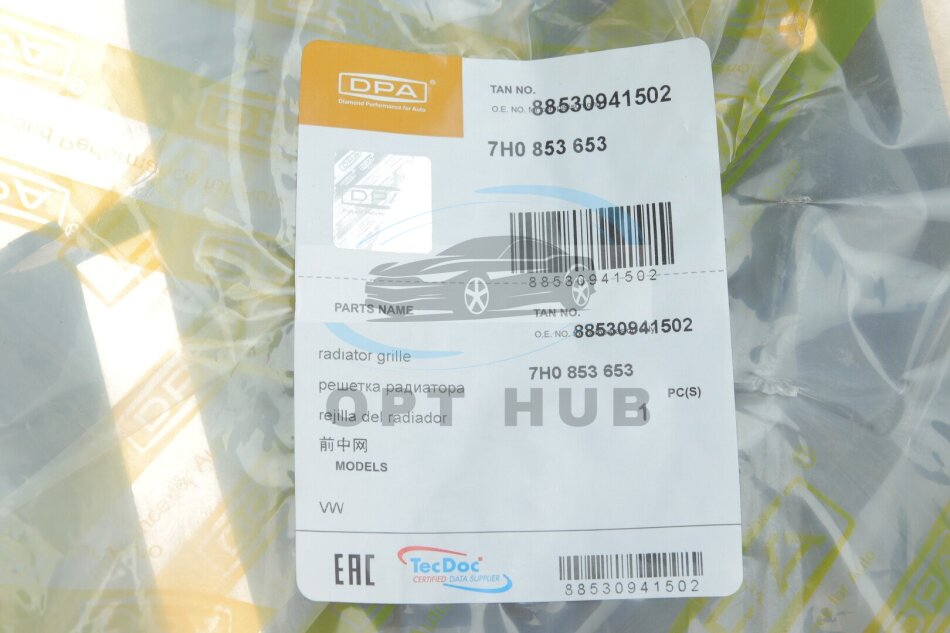 DPA®
Diamond Performance for Auto
TAN NO.
O.E. NO. 88530941502
7H0 853 653
DPA
88530941502
PARTS NAME
TAN NO.
O.E. NO. 88530941502
radiator grille
7H0 853 653
решетка радиатора
PC(S)
OPT HUB
1
rejilla del radiador
前中网
MODELS
VW
EAC
TecDoc®
CERTIFIED DATA SUPPLIER
88530941502